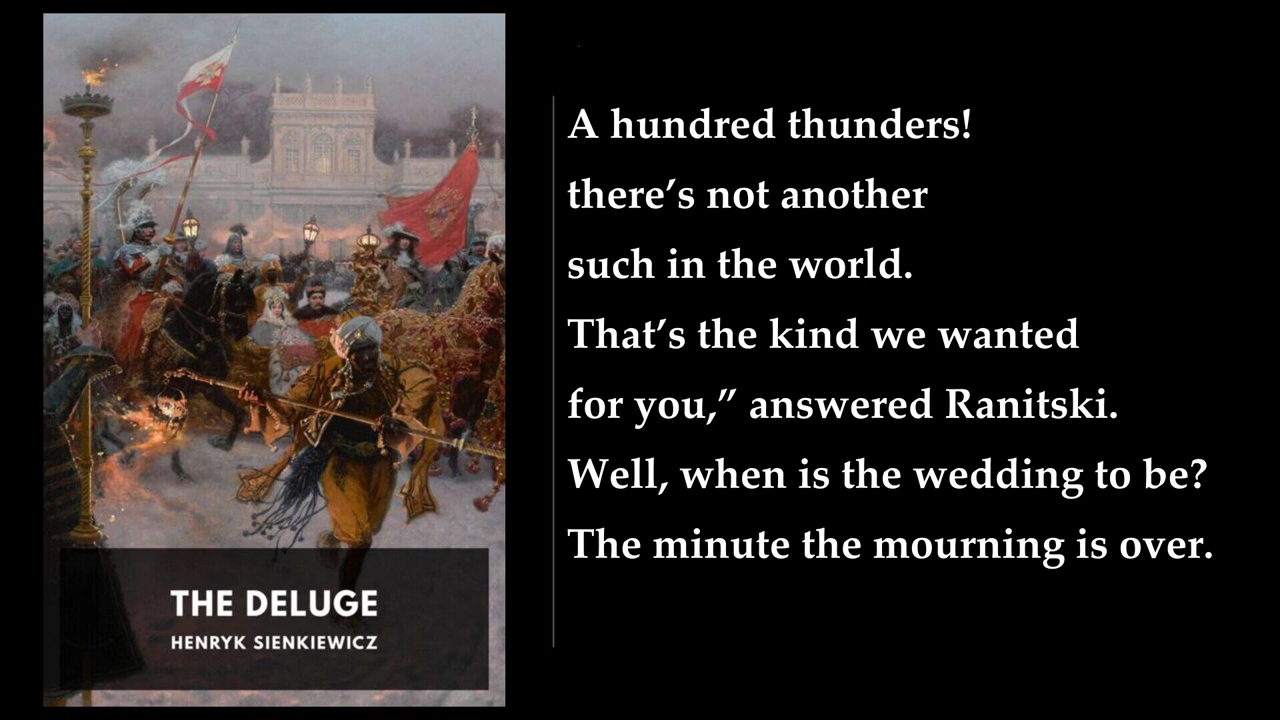 THE DELUGE
HENRYK SIENKIEWICZ
A hundred thunders!
there’s not another
such in the world.
That’s the kind we wanted
for you,” answered Ranitski.
Well, when is the wedding to be?
The minute the mourning is over.